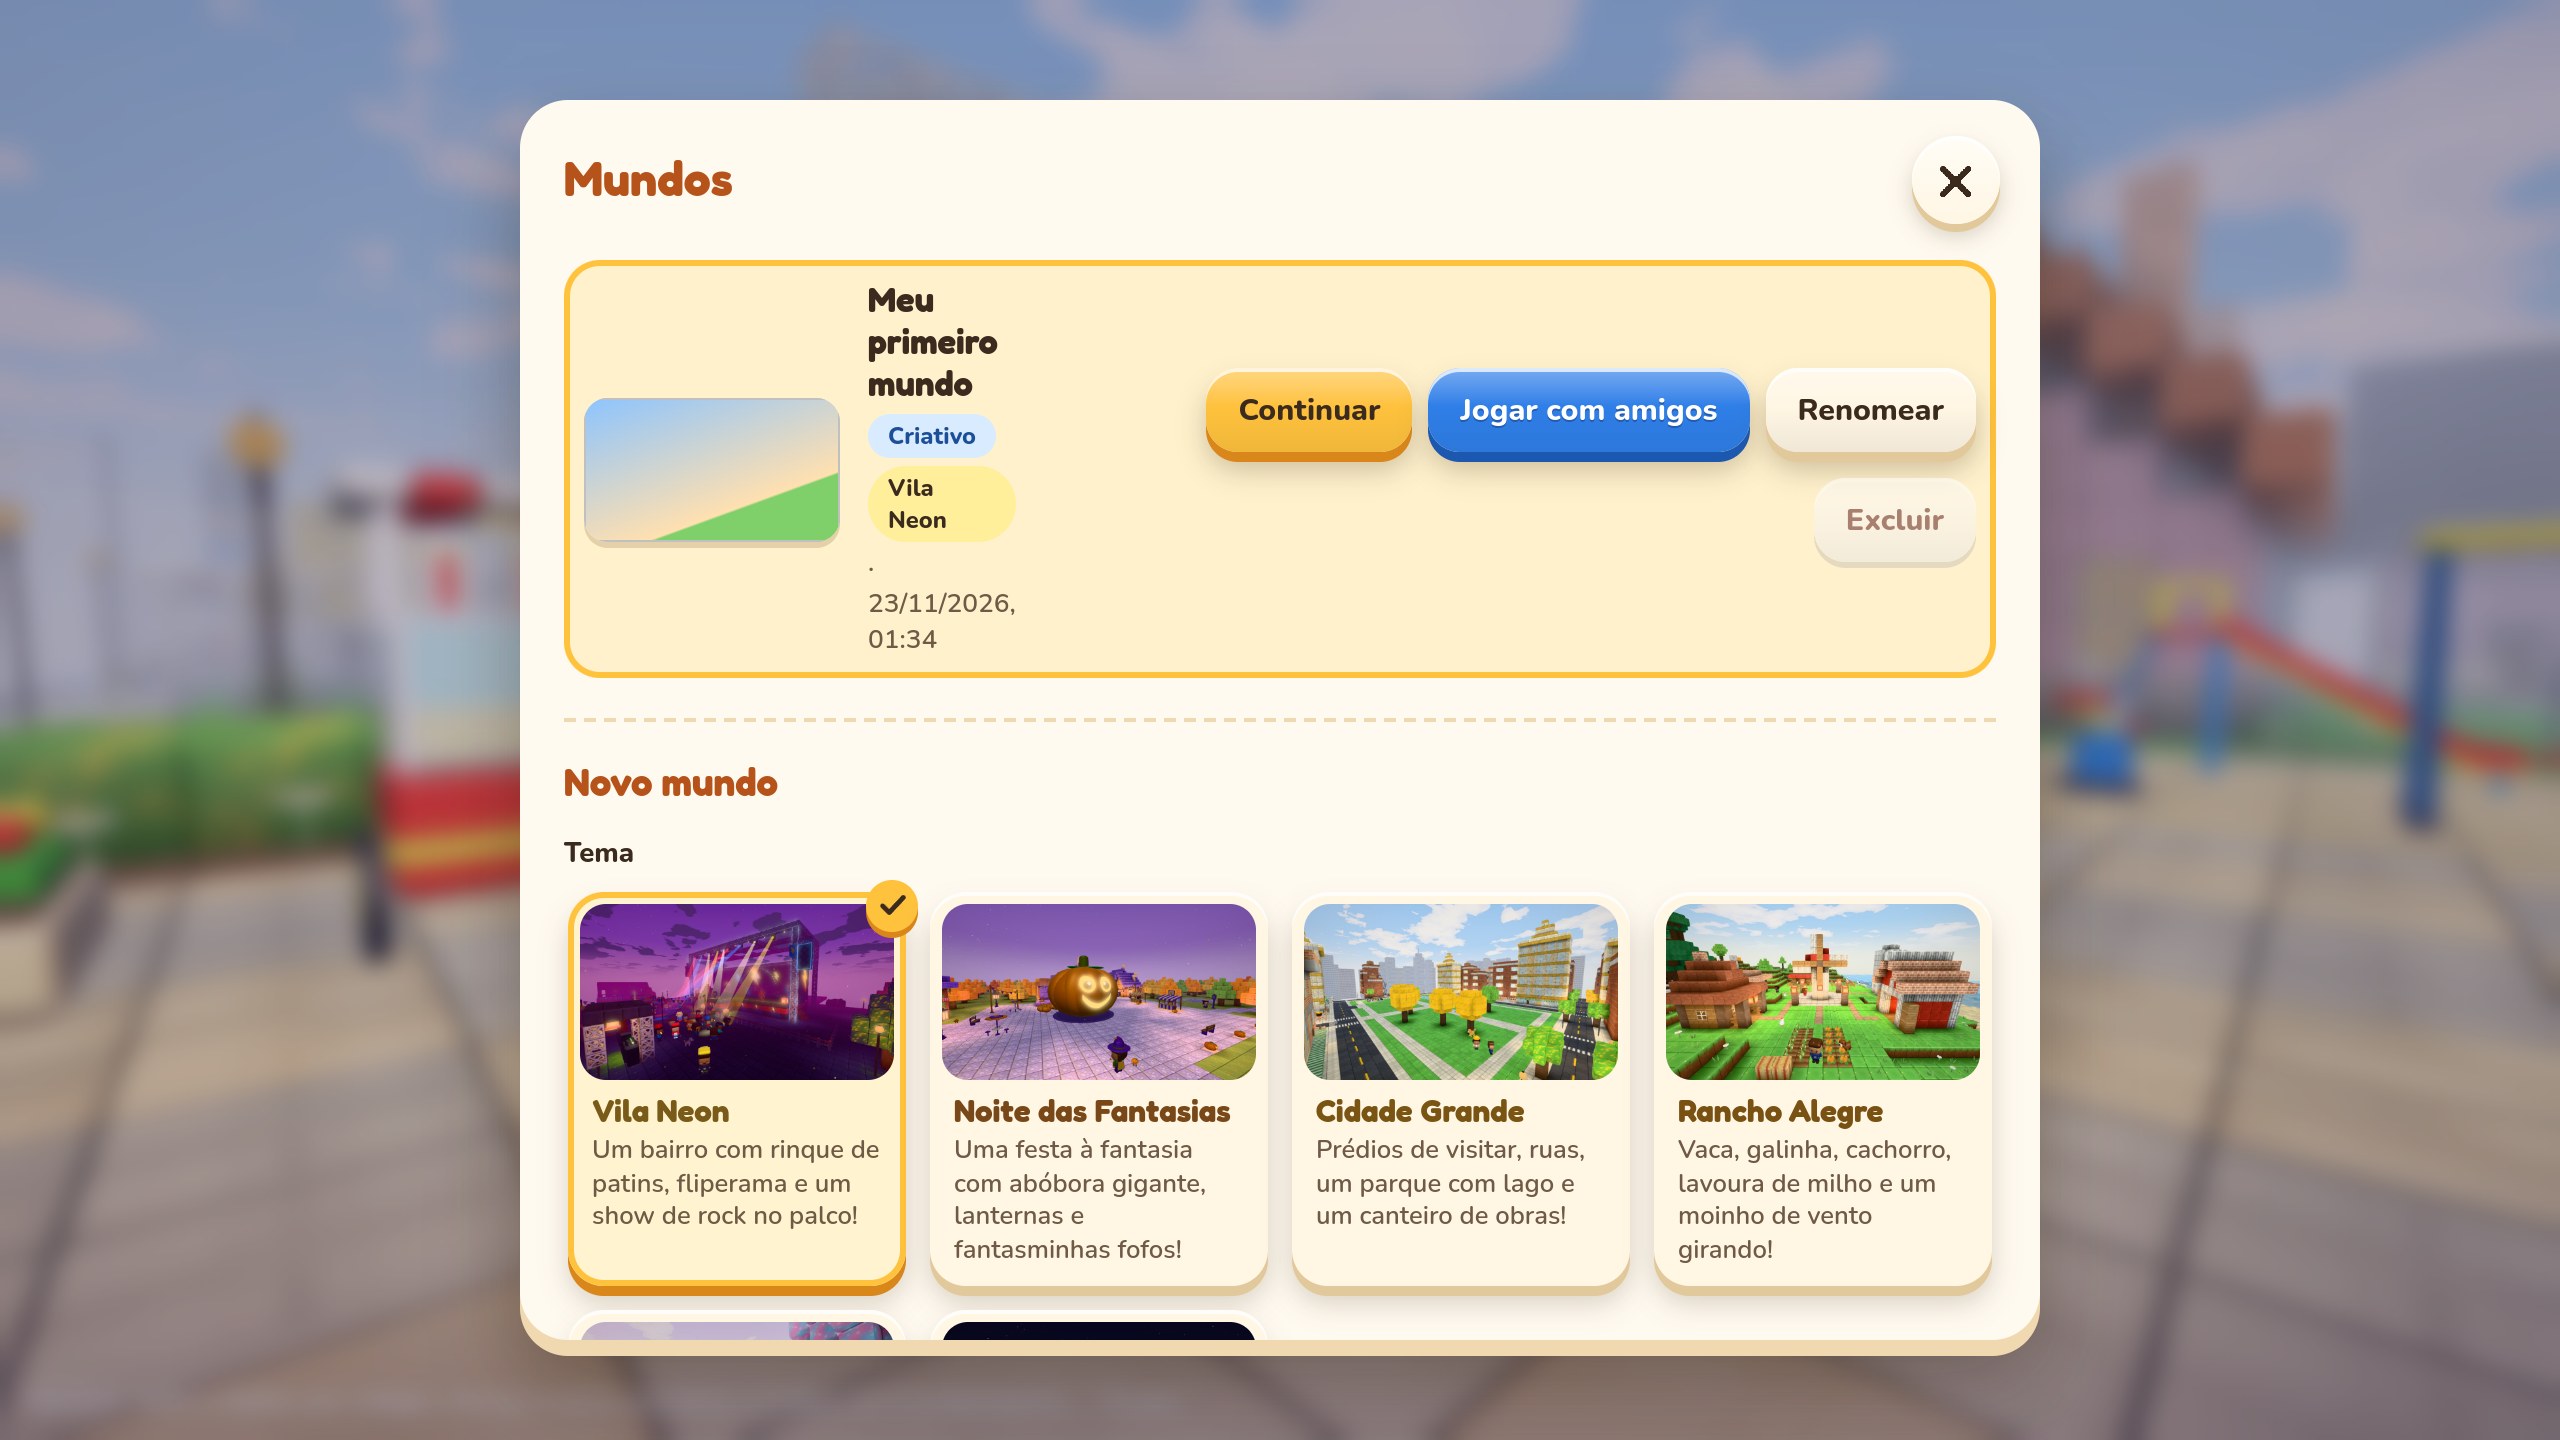 Mundos
Meu
primeiro
mundo
Criativo
Vila
Neon
.
23/11/2026,
01:34
Continuar
Jogar com amigos
Renomear
Excluir
Novo mundo
Tema
Vila Neon
Um bairro com rinque de
patins, fliperama e um
show de rock no palco!
Noite das Fantasias
Uma festa à fantasia
com abóbora gigante,
lanternas e
fantasminhas fofos!
Cidade Grande
Prédios de visitar, ruas,
um parque com lago e
um canteiro de obras!
Rancho Alegre
Vaca, galinha, cachorro,
lavoura de milho e um
moinho de vento
girando!